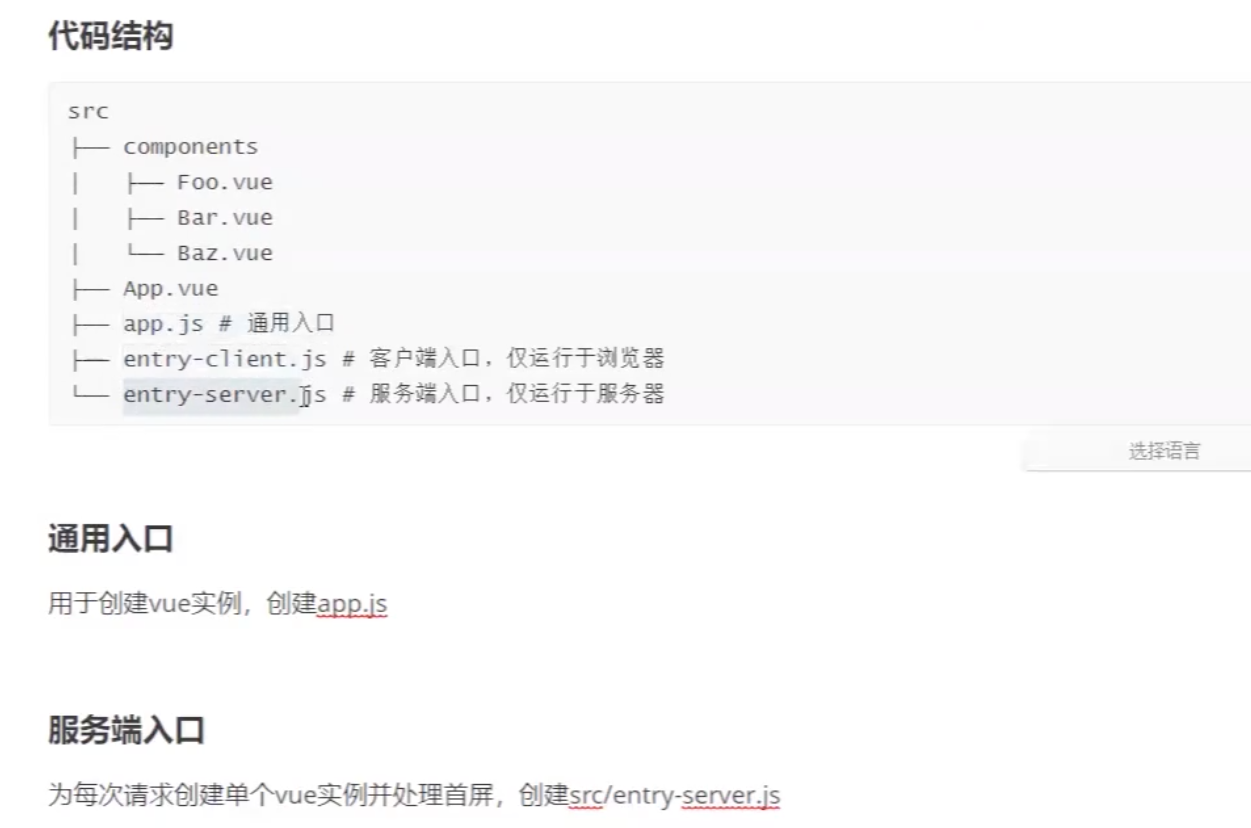 代码结构
src
├── components
|   ├── Foo.vue
|   ├── Bar.vue
|   └── Baz.vue
├── App.vue
├── app.js # 通用入口
├── entry-client.js # 客户端入口，仅运行于浏览器
└── entry-server.js # 服务端入口，仅运行于服务器
选择语言
通用入口
用于创建vue实例，创建app.js
服务端入口
为每次请求创建单个vue实例并处理首屏，创建src/entry-server.js